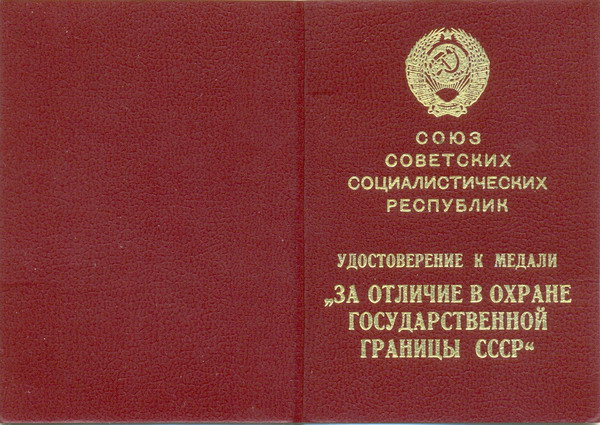 СОЮЗ
СОВЕТСКИХ
СОЦИАЛИСТИЧЕСКИХ
РЕСПУБЛИК
УДОСТОВЕРЕНИЕ К МЕДАЛИ
„ЗА ОТЛИЧИЕ В ОХРАНЕ
ГОСУДАРСТВЕННОЙ
ГРАНИЦЫ СССР“